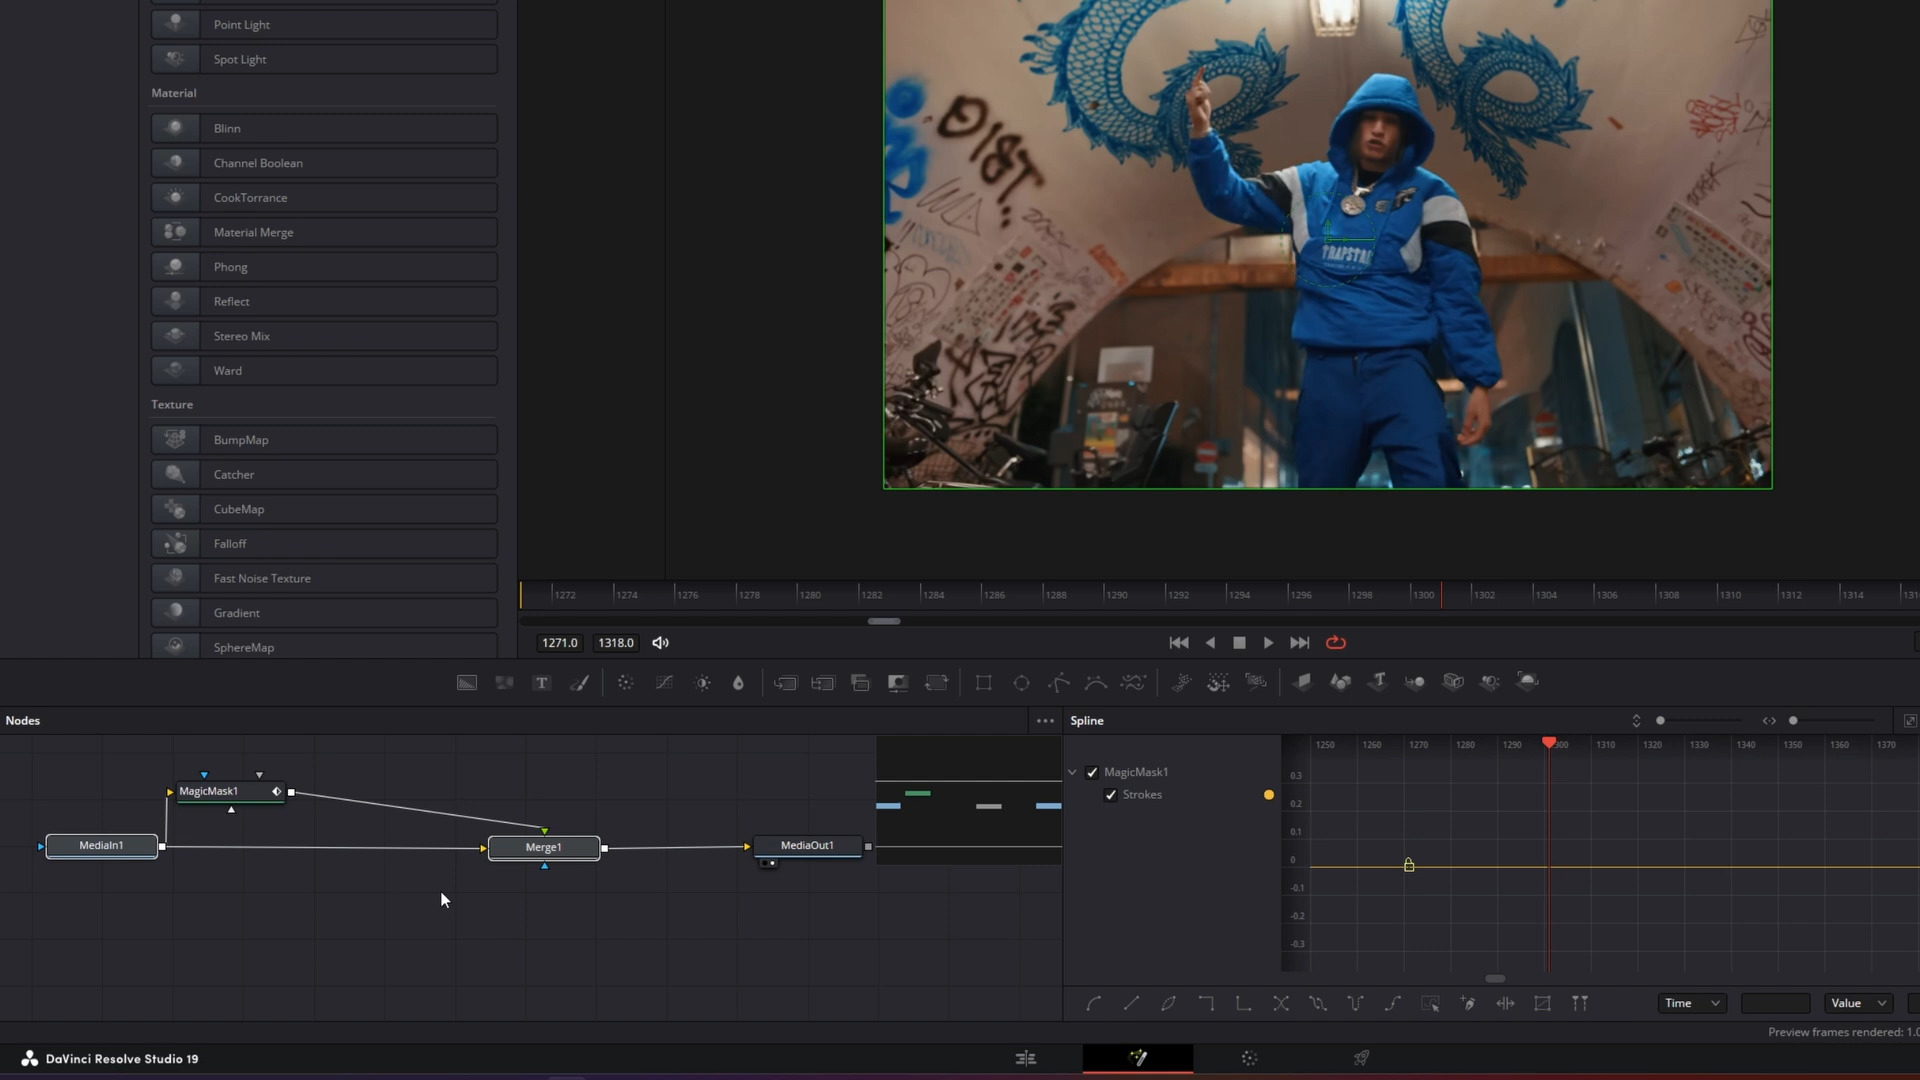 Point Light
Spot Light
Material
Blinn
Channel Boolean
CookTorrance
Material Merge
Phong
Reflect
Stereo Mix
Ward
Texture
BumpMap
Catcher
CubeMap
Falloff
Fast Noise Texture
Gradient
SphereMap
TRAPSTAR
1272 1274 1276 1278 1280 1282 1284 1286 1288 1290 1292 1294 1296 1298 1300 1302 1304 1306 1308 1310 1312 1314
1271.0 1318.0
T
Nodes
Spline
1250 1260 1270 1280 1290 300 1310 1320 1330 1340 1350 1360 1370
MagicMask1
MediaIn1
Merge1
MediaOut1
MagicMask1
Strokes
0.3
0.2
0.1
0
-0.1
-0.2
-0.3
Time
Value
Preview frames rendered: 1.0
DaVinci Resolve Studio 19